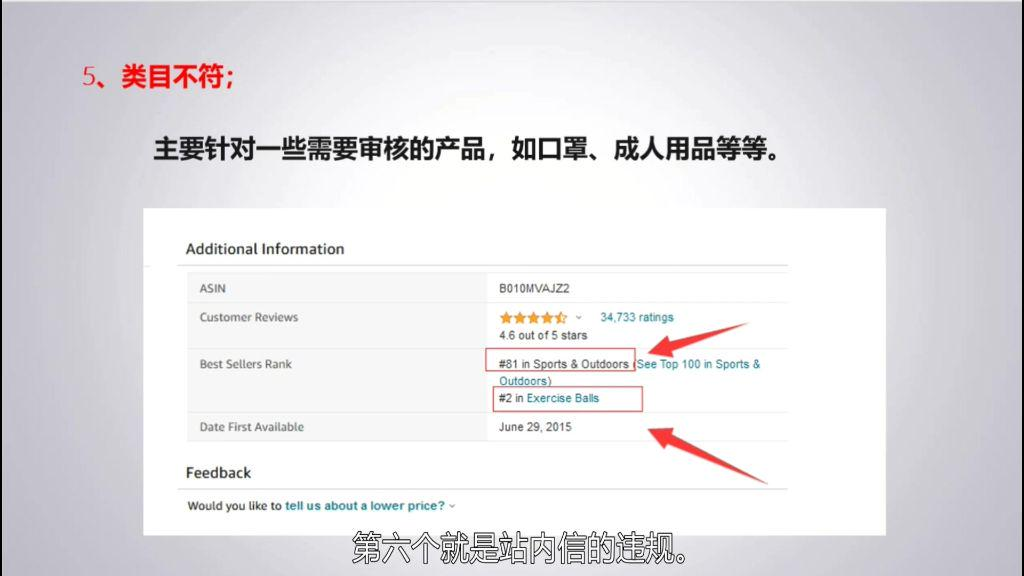 5、类目不符；
主要针对一些需要审核的产品，如口罩、成人用品等等。
Additional Information
ASIN B010MVAJZ2
Customer Reviews 34,733 ratings
4.6 out of 5 stars
Best Sellers Rank #81 in Sports & Outdoors (See Top 100 in Sports &
Outdoors)
#2 in Exercise Balls
Date First Available June 29, 2015
Feedback
Would you like to tell us about a lower price?
第六个就是站内信的违规。